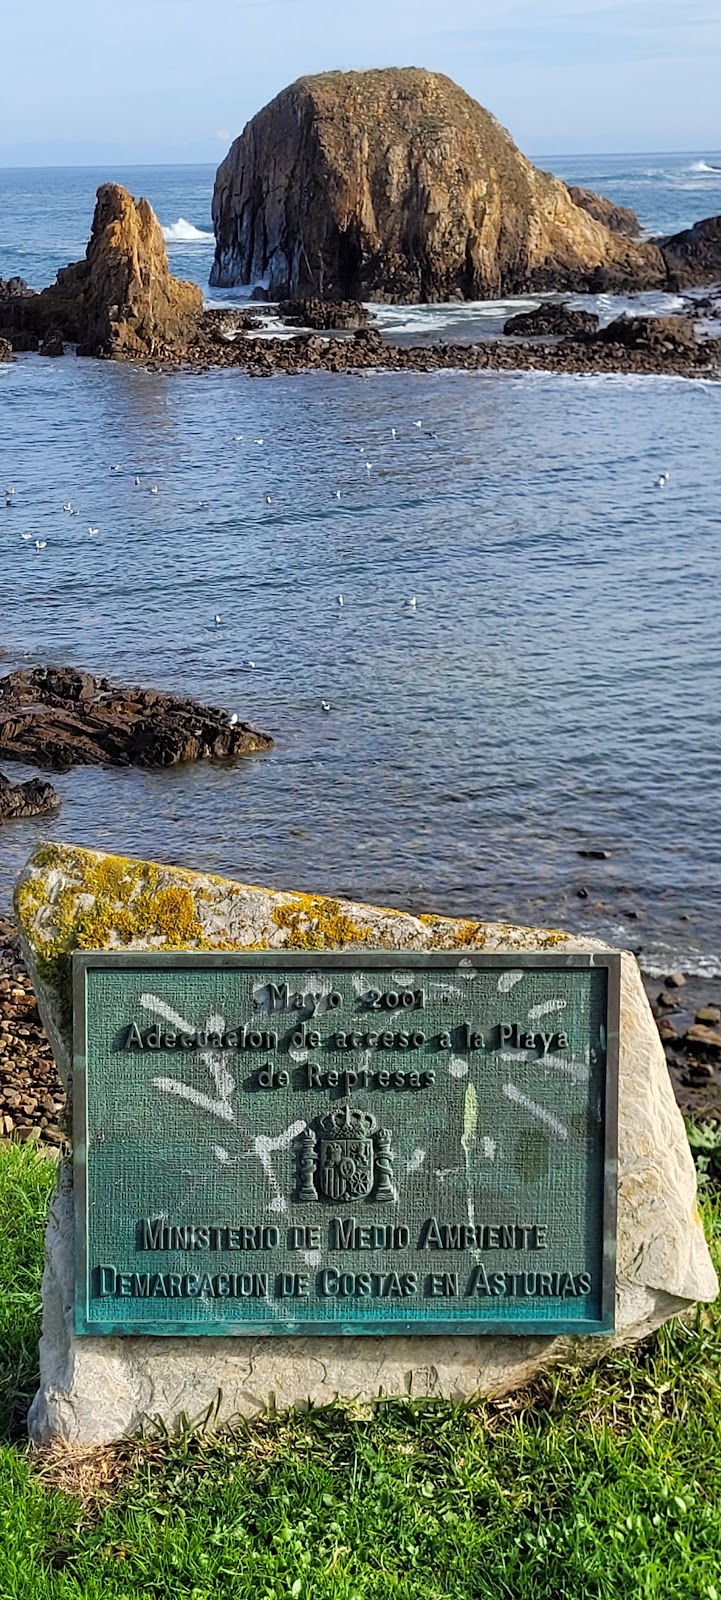 Mayo 2001
Adecuacion de acceso a la Playa
de Represas
MINISTERIO DE MEDIO AMBIENTE
DEMARCACION DE COSTAS EN ASTURIAS